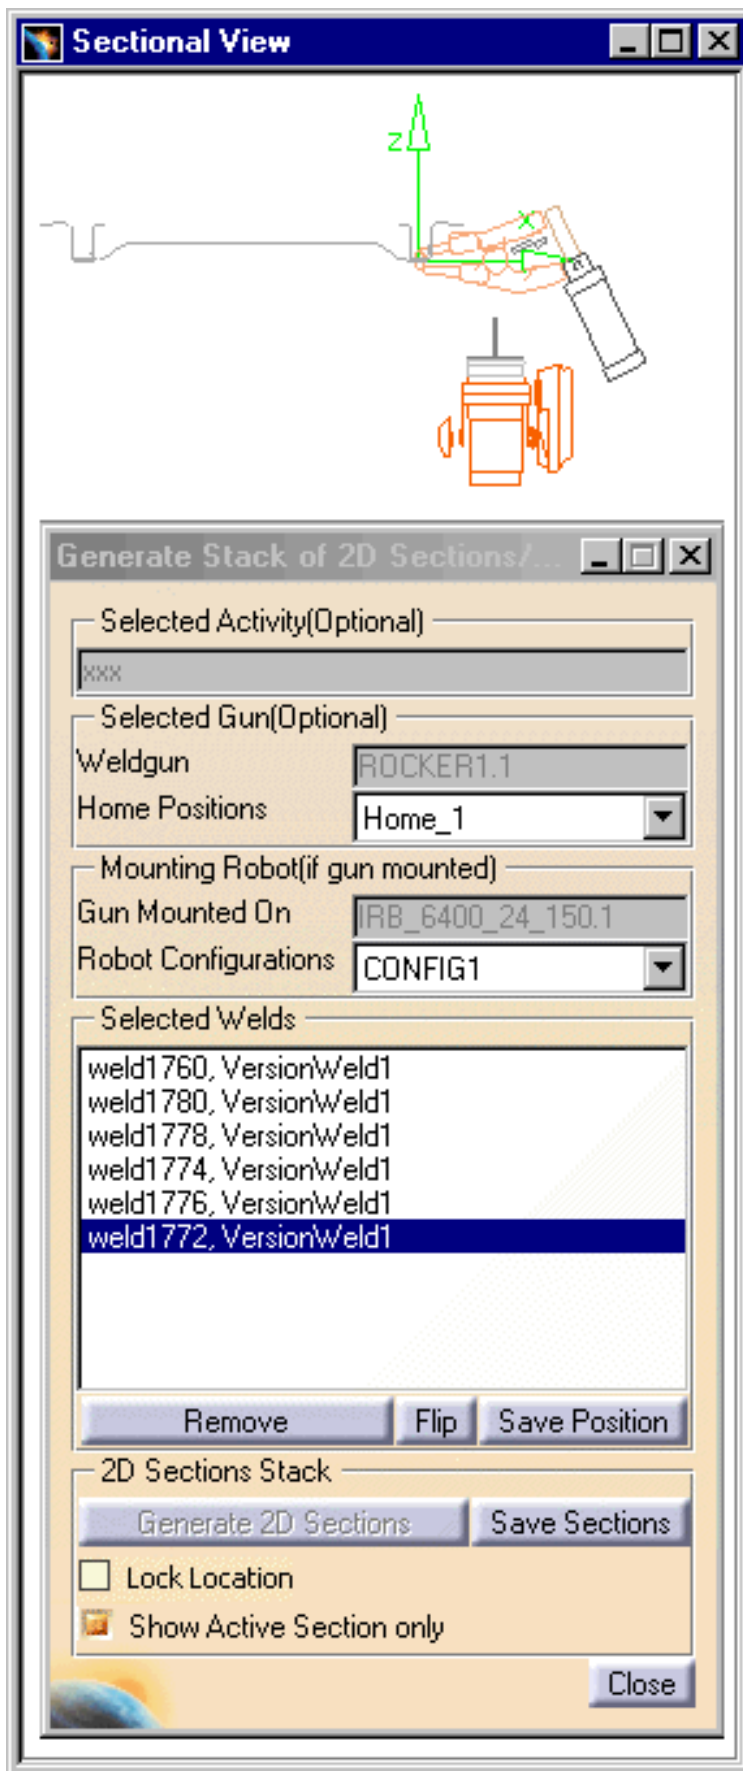 Sectional View
Z
X
Generate Stack of 2D Sections/...
Selected Activity(Optional)
xxx
Selected Gun(Optional)
Weldgun ROCKER1.1
Home Positions Home_1
Mounting Robot(if gun mounted)
Gun Mounted On IRB_6400_24_150.1
Robot Configurations CONFIG1
Selected Welds
weld1760, VersionWeld1
weld1780, VersionWeld1
weld1778, VersionWeld1
weld1774, VersionWeld1
weld1776, VersionWeld1
weld1772, VersionWeld1
Remove Flip Save Position
2D Sections Stack
Generate 2D Sections Save Sections
Lock Location
Show Active Section only
Close